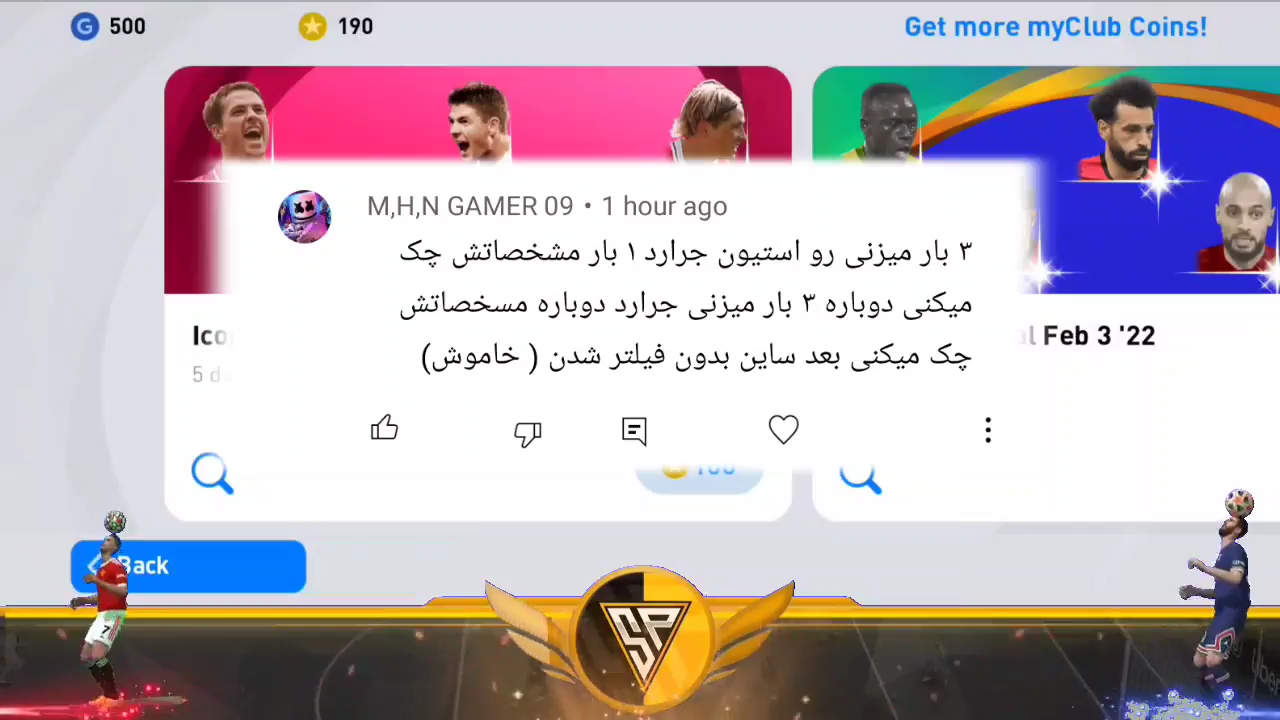 500
190
Get more myClub Coins!
M,H,N GAMER 09 • 1 hour ago
۳ بار میزنی رو استیون جرارد ۱ بار مشخصاتش چک
میکنی دوباره ۳ بار میزنی جرارد دوباره مسخصاتش
چک میکنی بعد ساین بدون فیلتر شدن ( خاموش)
Feb 3 '22
Back